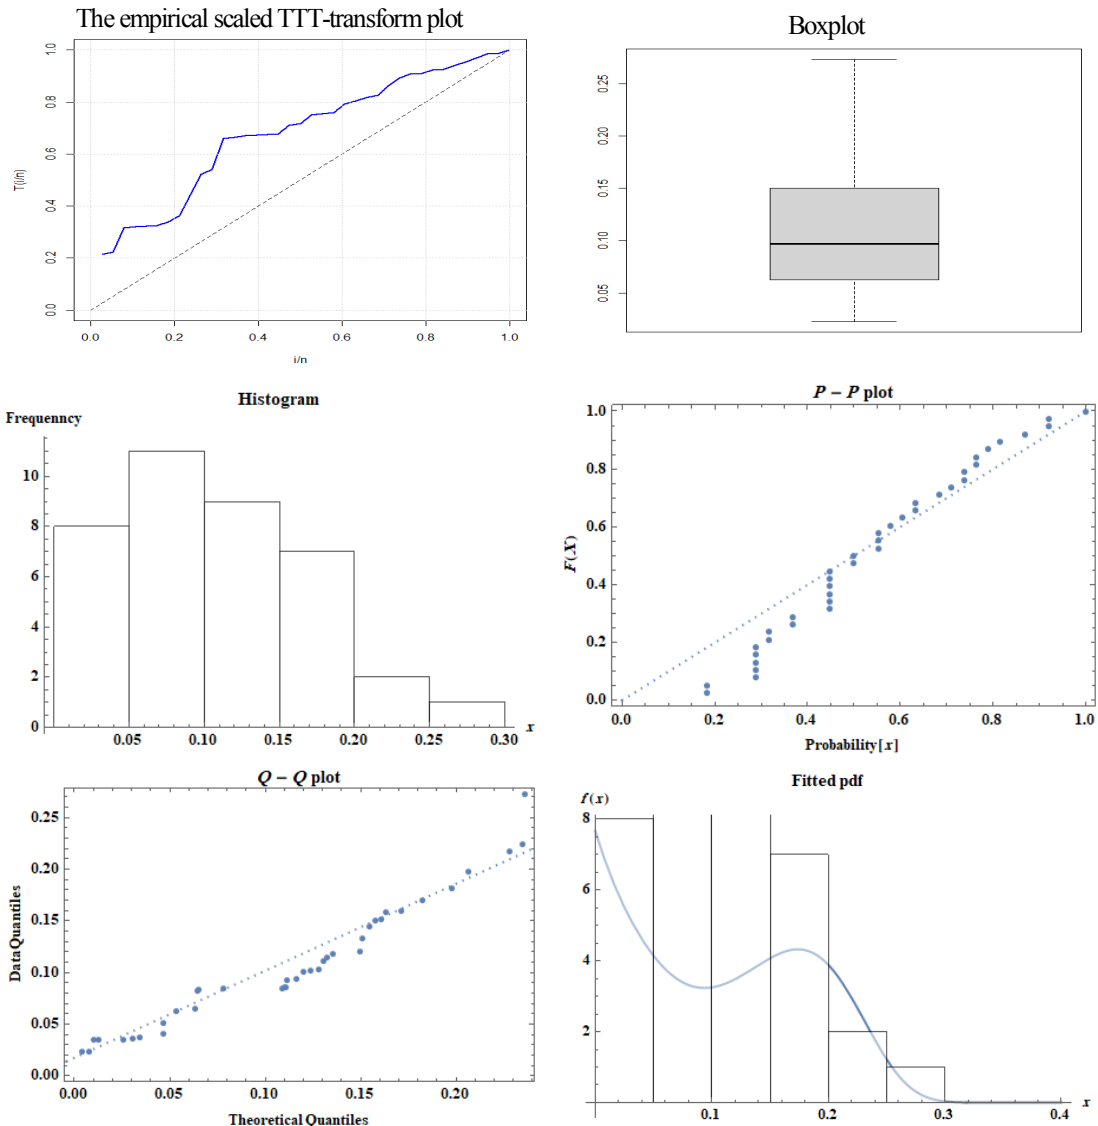 The empirical scaled TTT-transform plot
T(i/n)
1.0
0.8
0.6
0.4
0.2
0.0
0.0 0.2 0.4 0.6 0.8 1.0
i/n
Boxplot
0.25
0.20
0.15
0.10
0.05
Histogram
Frequenncy
10
8
6
4
2
0
0.05 0.10 0.15 0.20 0.25 0.30 x
P - P plot
F(X)
1.0
0.8
0.6
0.4
0.2
0.0
0.0 0.2 0.4 0.6 0.8 1.0
Probability[x]
Q - Q plot
Data Quantiles
0.25
0.20
0.15
0.10
0.05
0.00
0.00 0.05 0.10 0.15 0.20
Theoretical Quantiles
Fitted pdf
f(x)
8
6
4
2
0.1 0.2 0.3 0.4 x